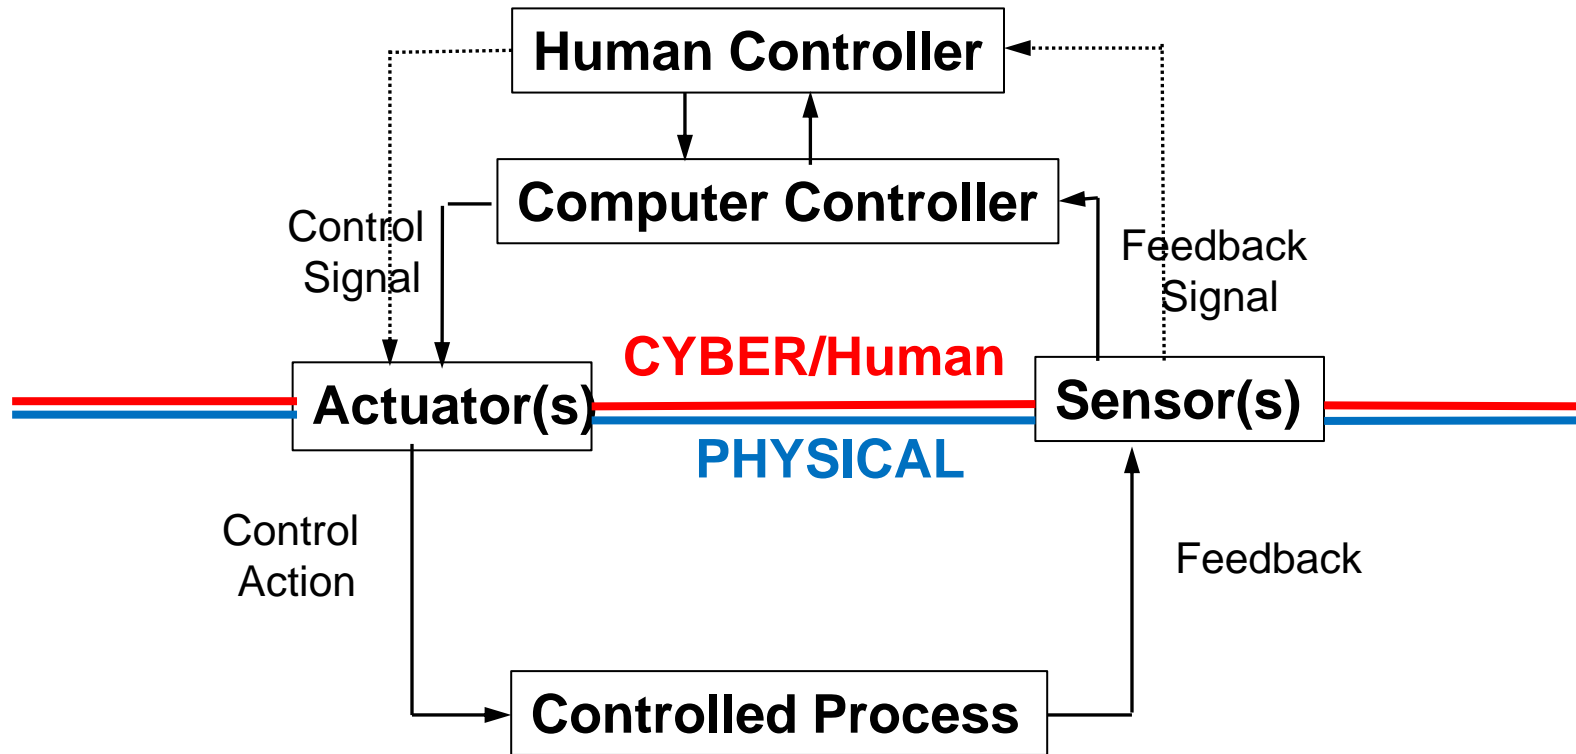 Human Controller
Computer Controller
Control
Signal
Feedback
Signal
CYBER/Human
Actuator(s)
Sensor(s)
PHYSICAL
Control
Action
Feedback
Controlled Process